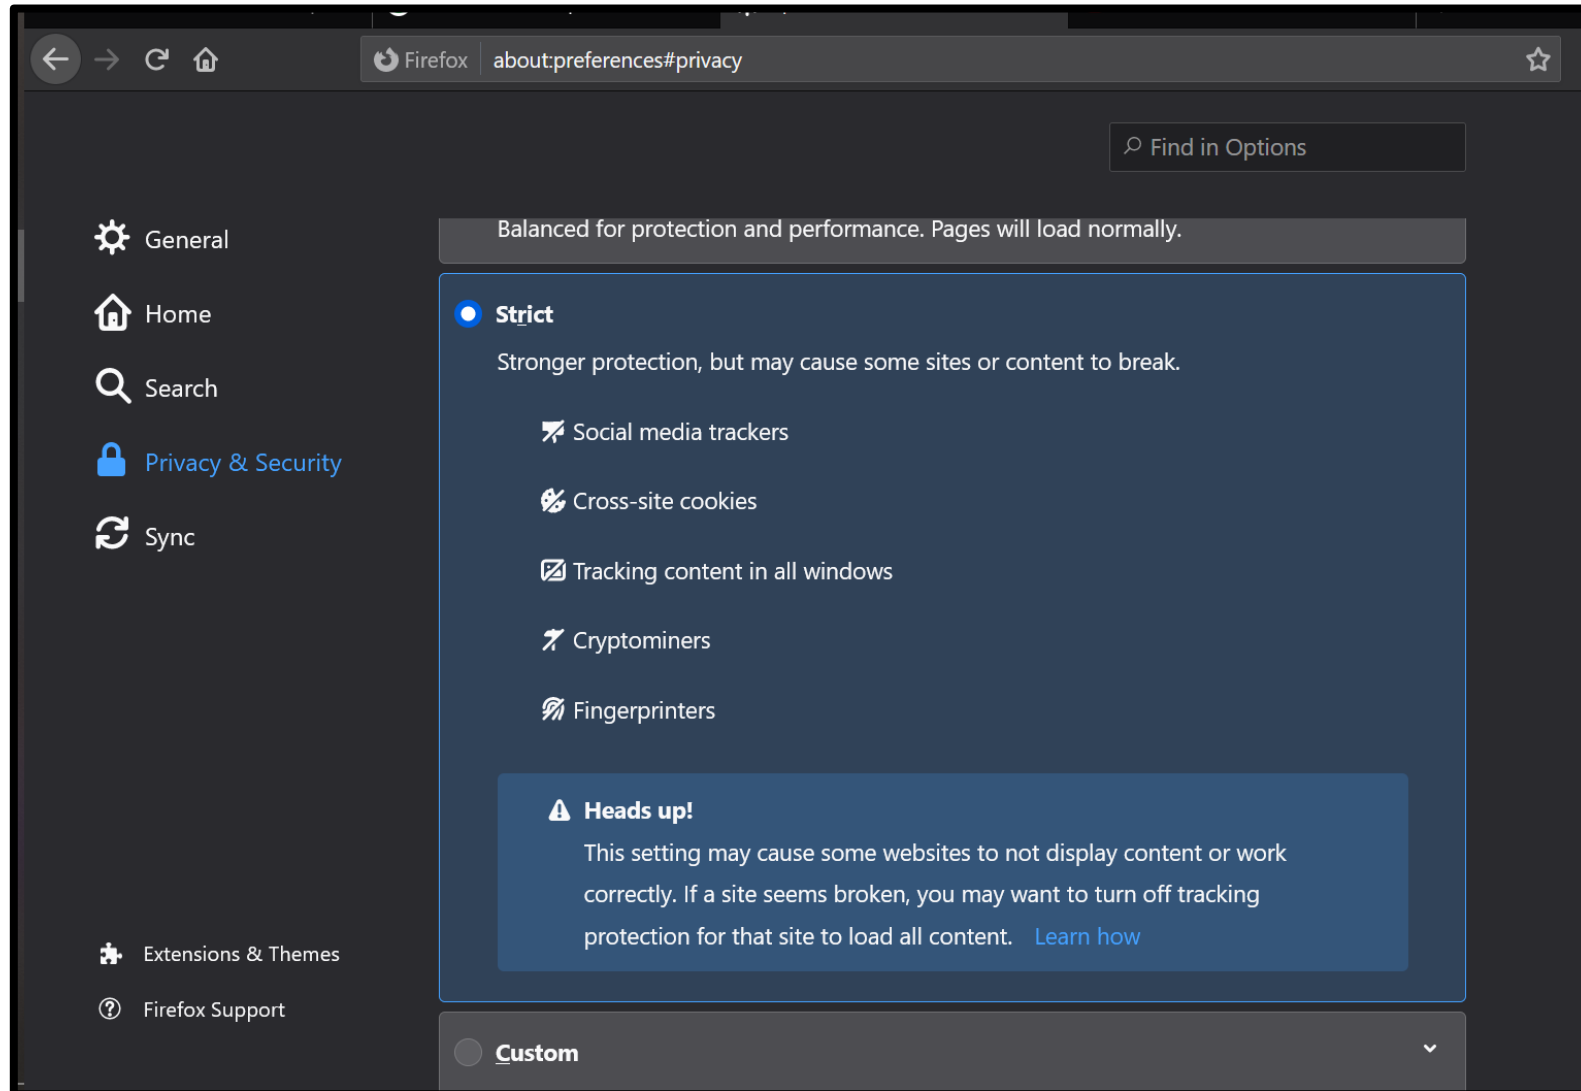 Firefox about:preferences#privacy
Find in Options
General
Home
Search
Privacy & Security
Sync
Extensions & Themes
Firefox Support
Balanced for protection and performance. Pages will load normally.
Strict
Stronger protection, but may cause some sites or content to break.
Social media trackers
Cross-site cookies
Tracking content in all windows
Cryptominers
Fingerprinters
Heads up!
This setting may cause some websites to not display content or work
correctly. If a site seems broken, you may want to turn off tracking
protection for that site to load all content. Learn how
Custom